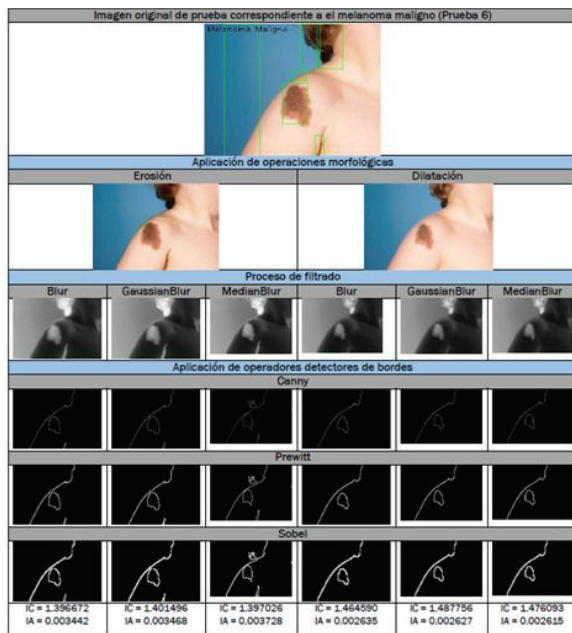 Imagen original de prueba correspondiente a el melanoma maligno (Prueba 6)
Melanoma Maligno
Aplicación de operaciones morfológicas
Erosión Dilatación
Proceso de filtrado
Blur GaussianBlur MedianBlur Blur GaussianBlur MedianBlur
Aplicación de operadores detectores de bordes
Canny
Prewitt
Sobel
IC = 1.396672 IC = 1.401496 IC = 1.397026 IC = 1.464590 IC = 1.487756 IC = 1.476093
IA = 0.003442 IA = 0.003468 IA = 0.003728 IA = 0.002635 IA = 0.002627 IA = 0.002615